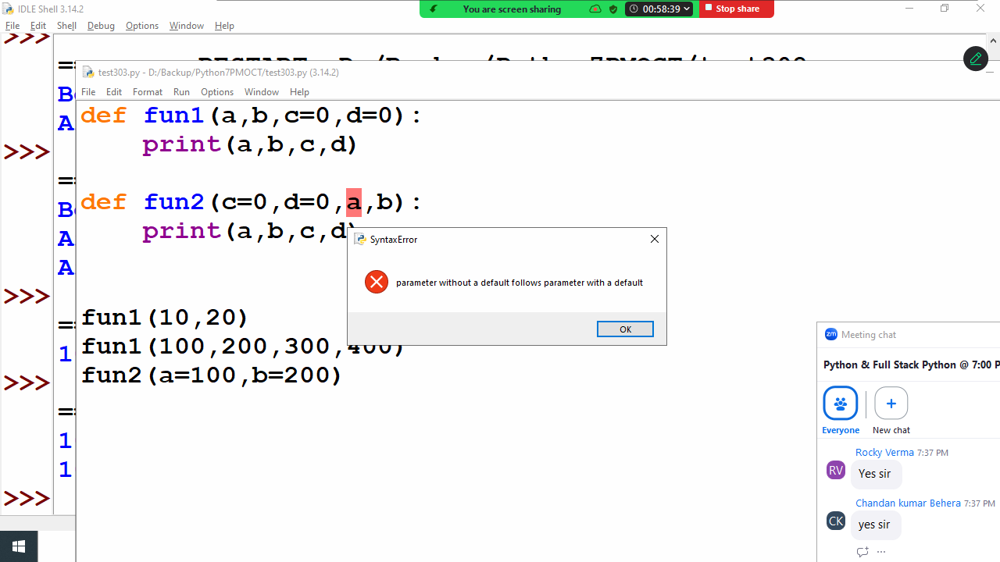 IDLE Shell 3.14.2
You are screen sharing
00:58:39
Stop share
File Edit Shell Debug Options Window Help
>>>
test303.py - D:/Backup/Python7PMOCT/test303.py (3.14.2)
File Edit Format Run Options Window Help
def fun1(a,b,c=0,d=0):
print(a,b,c,d)
>>>
def fun2(c=0,d=0,a,b):
print(a,b,c,d)
SyntaxError
parameter without a default follows parameter with a default
OK
>>>
fun1(10,20)
fun1(100,200,300,400)
fun2(a=100,b=200)
>>>
>>>
zm Meeting chat
Python & Full Stack Python @ 7:00 P
Everyone New chat
Rocky Verma 7:37 PM
RV Yes sir
Chandan kumar Behera 7:37 PM
CK yes sir